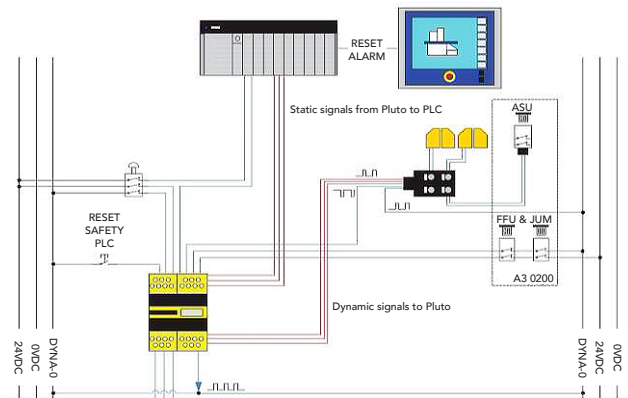 RESET
ALARM
Static signals from Pluto to PLC
ASU
RESET
SAFETY
PLC
FFU & JUM
A3 0200
Dynamic signals to Pluto
24VDC
0VDC
DYNA-0
DYNA-0
24VDC
0VDC